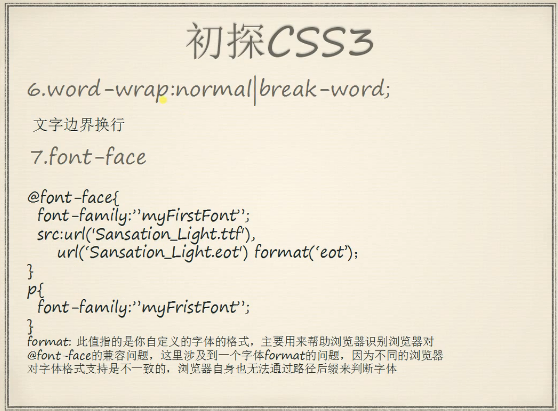 初探CSS3
6.word-wrap:normal|break-word;
文字边界换行
7.font-face
@font-face{
font-family:"myFirstFont";
src:url('Sansation_Light.ttf'),
url('Sansation_Light.eot') format('eot');
}
p{
font-family:"myFristFont";
}
format: 此值指的是你自定义的字体的格式，主要用来帮助浏览器识别浏览器对
@font -face的兼容问题，这里涉及到一个字体format的问题，因为不同的浏览器
对字体格式支持是不一致的，浏览器自身也无法通过路径后缀来判断字体